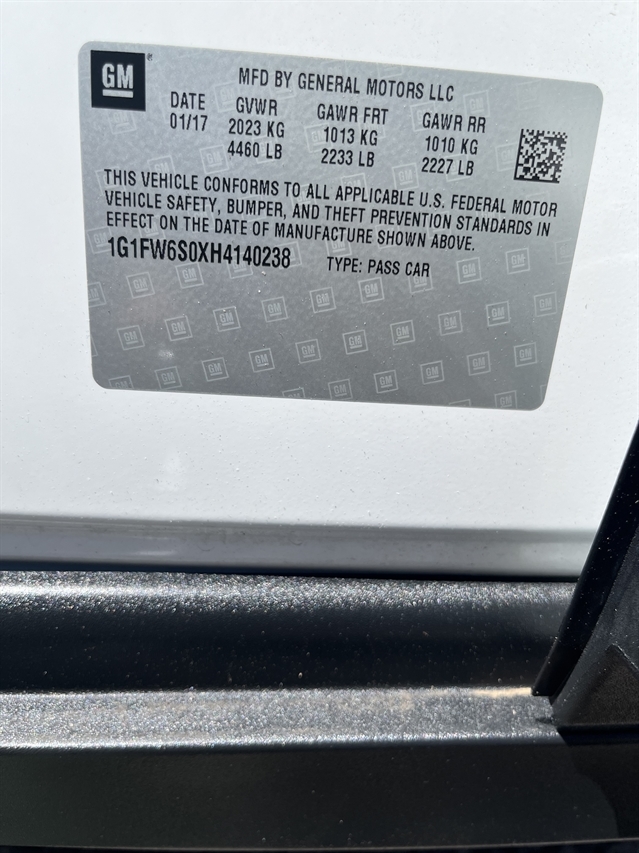 GM
MFD BY GENERAL MOTORS LLC
DATE GVWR GAWR FRT GAWR RR
01/17 2023 KG 1013 KG 1010 KG
4460 LB 2233 LB 2227 LB
THIS VEHICLE CONFORMS TO ALL APPLICABLE U.S. FEDERAL MOTOR
VEHICLE SAFETY, BUMPER, AND THEFT PREVENTION STANDARDS IN
EFFECT ON THE DATE OF MANUFACTURE SHOWN ABOVE.
1G1FW6S0XH4140238 TYPE: PASS CAR